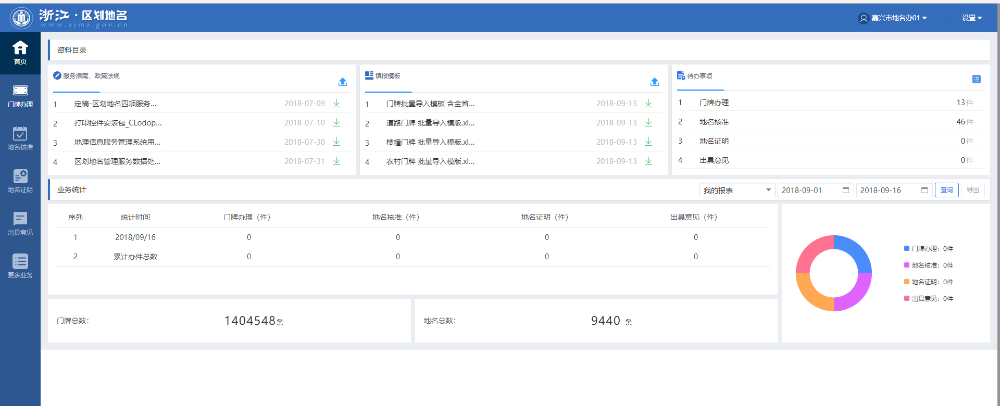 浙江·区划地名
www.zjmz.gov.cn
嘉兴市地名办01
设置
首页
门牌办理
地名核准
地名证明
出具意见
更多业务
资料目录
服务指南、政策法规
1 定稿-区划地名四项服务... 2018-07-09
2 打印控件安装包_CLodop... 2018-07-10
3 地理信息服务管理系统用... 2018-07-30
4 区划地名管理服务数据处... 2018-07-31
填报模板
1 门牌批量导入模板 含全省... 2018-09-13
2 道路门牌 批量导入模版.xl... 2018-09-13
3 楼幢门牌 批量导入模版.xl... 2018-09-13
4 农村门牌 批量导入模版.xl... 2018-09-13
待办事项
1 门牌办理 13件
2 地名核准 46件
3 地名证明 0件
4 出具意见 0件
业务统计
我的报表 2018-09-01 2018-09-16 查询 导出
序列 统计时间 门牌办理（件） 地名核准（件） 地名证明（件） 出具意见（件）
1 2018/09/16 0 0 0 0
2 累计办件总数 0 0 0 0
门牌办理：0件
地名核准：0件
地名证明：0件
出具意见：0件
门牌总数： 1404548条
地名总数： 9440 条